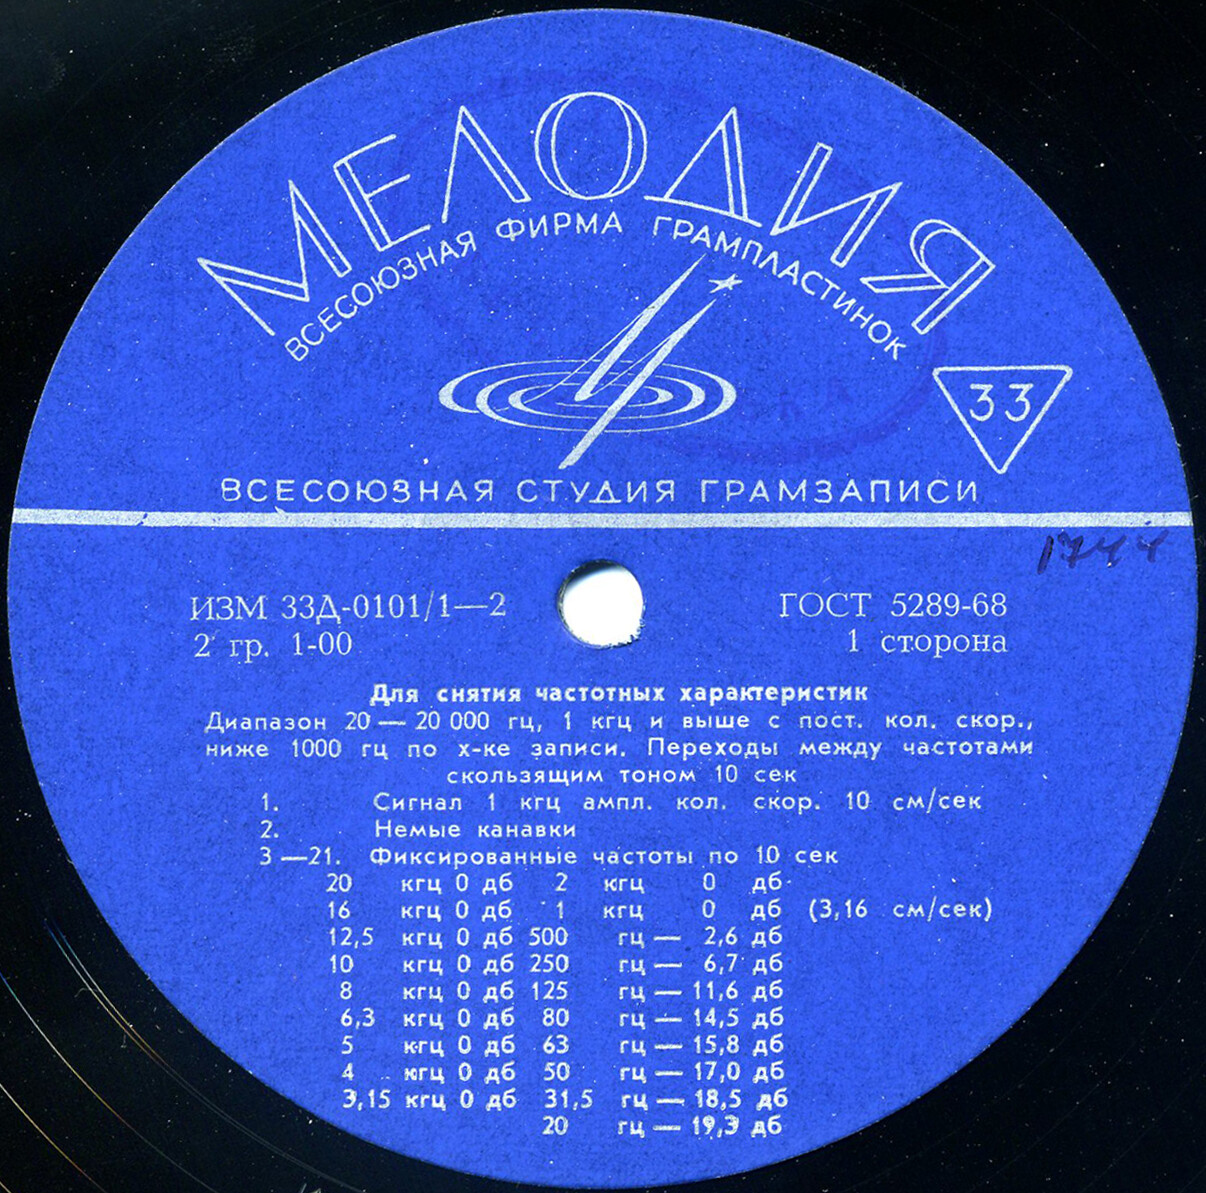 МЕЛОДИЯ
ВСЕСОЮЗНАЯ ФИРМА ГРАМПЛАСТИНОК
33
ВСЕСОЮЗНАЯ СТУДИЯ ГРАМЗАПИСИ
1744
ИЗМ 33Д-0101/1—2 ГОСТ 5289-68
2 гр. 1-00 1 сторона
Для снятия частотных характеристик
Диапазон 20 — 20 000 гц, 1 кгц и выше с пост. кол. скор.,
ниже 1000 гц по х-ке записи. Переходы между частотами
скользящим тоном 10 сек
1. Сигнал 1 кгц ампл. кол. скор. 10 см/сек
2. Немые канавки
3 —21. Фиксированные частоты по 10 сек
20 кгц 0 дб 2 кгц 0 дб
16 кгц 0 дб 1 кгц 0 дб (3,16 см/сек)
12,5 кгц 0 дб 500 гц — 2,6 дб
10 кгц 0 дб 250 гц — 6,7 дб
8 кгц 0 дб 125 гц — 11,6 дб
6,3 кгц 0 дб 80 гц — 14,5 дб
5 кгц 0 дб 63 гц — 15,8 дб
4 кгц 0 дб 50 гц — 17,0 дб
3,15 кгц 0 дб 31,5 гц — 18,5 дб
20 гц — 19,3 дб